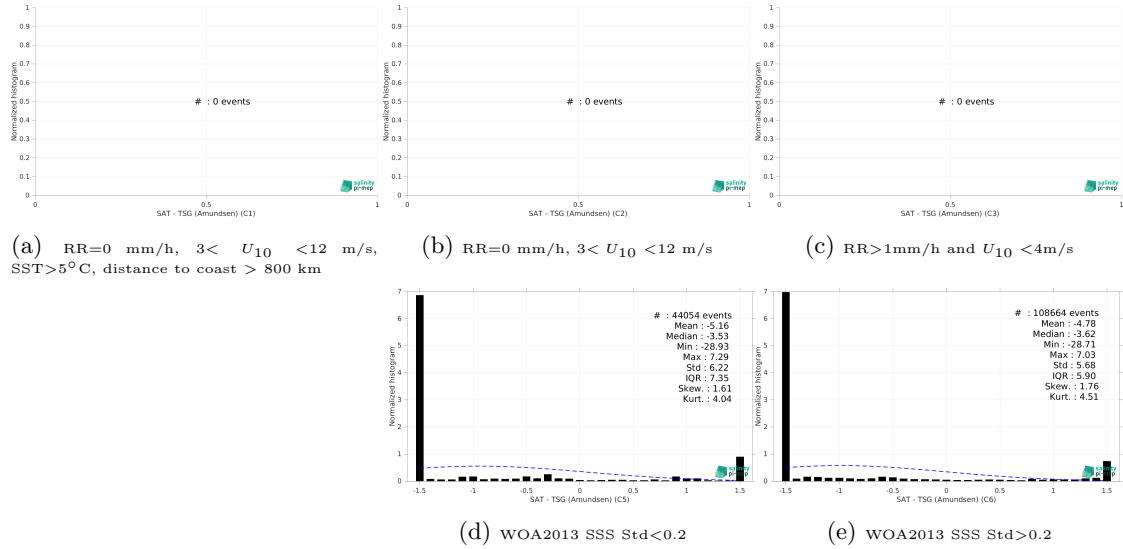 1
0.9
0.8
0.7
0.6
0.5
0.4
0.3
0.2
0.1
0
Normalized histogram
# : 0 events
salinity
pi-mep
0 0.5 1
SAT - TSG (Amundsen) (C1)
(a) RR=0 mm/h, 3< U10 <12 m/s,
SST>5°C, distance to coast > 800 km
1
0.9
0.8
0.7
0.6
0.5
0.4
0.3
0.2
0.1
0
Normalized histogram
# : 0 events
salinity
pi-mep
0 0.5 1
SAT - TSG (Amundsen) (C2)
(b) RR=0 mm/h, 3< U10 <12 m/s
1
0.9
0.8
0.7
0.6
0.5
0.4
0.3
0.2
0.1
0
Normalized histogram
# : 0 events
salinity
pi-mep
0 0.5 1
SAT - TSG (Amundsen) (C3)
(c) RR>1mm/h and U10 <4m/s
7
6
5
4
3
2
1
0
Normalized histogram
# : 44054 events
Mean : -5.16
Median : -3.53
Min : -28.93
Max : 7.29
Std : 6.22
IQR : 7.35
Skew. : 1.61
Kurt. : 4.04
salinity
pi-mep
-1.5 -1 -0.5 0 0.5 1 1.5
SAT - TSG (Amundsen) (C5)
(d) WOA2013 SSS Std<0.2
7
6
5
4
3
2
1
0
Normalized histogram
# : 108664 events
Mean : -4.78
Median : -3.62
Min : -28.71
Max : 7.03
Std : 5.68
IQR : 5.90
Skew. : 1.76
Kurt. : 4.51
salinity
pi-mep
-1.5 -1 -0.5 0 0.5 1 1.5
SAT - TSG (Amundsen) (C6)
(e) WOA2013 SSS Std>0.2